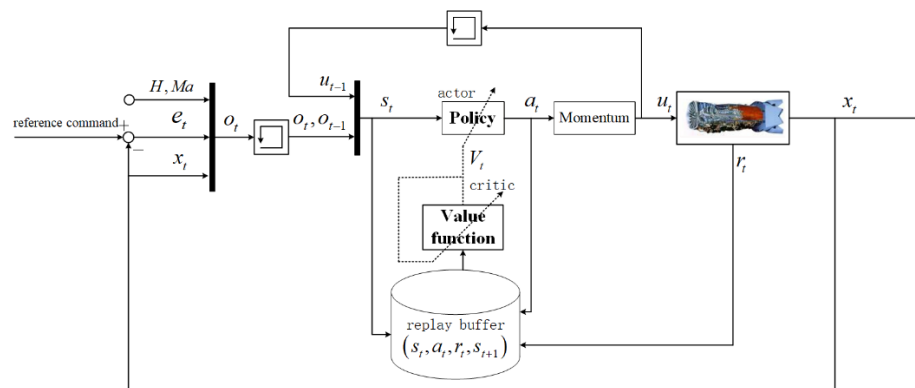 H, Ma
reference command
+
−
e_t
x_t
o_t
o_t, o_{t−1}
u_{t−1}
s_t
actor
Policy
a_t
Momentum
u_t
x_t
r_t
V_t
critic
Value
function
replay buffer
(s_t, a_t, r_t, s_{t+1})